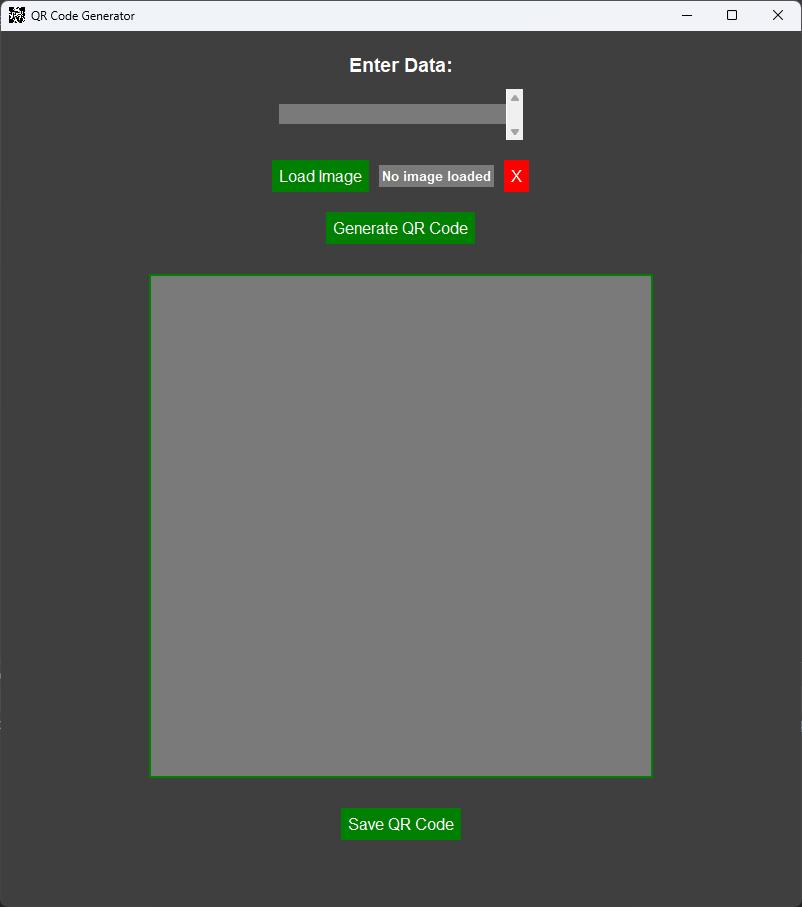 QR Code Generator
Enter Data:
Load Image No image loaded X
Generate QR Code
Save QR Code